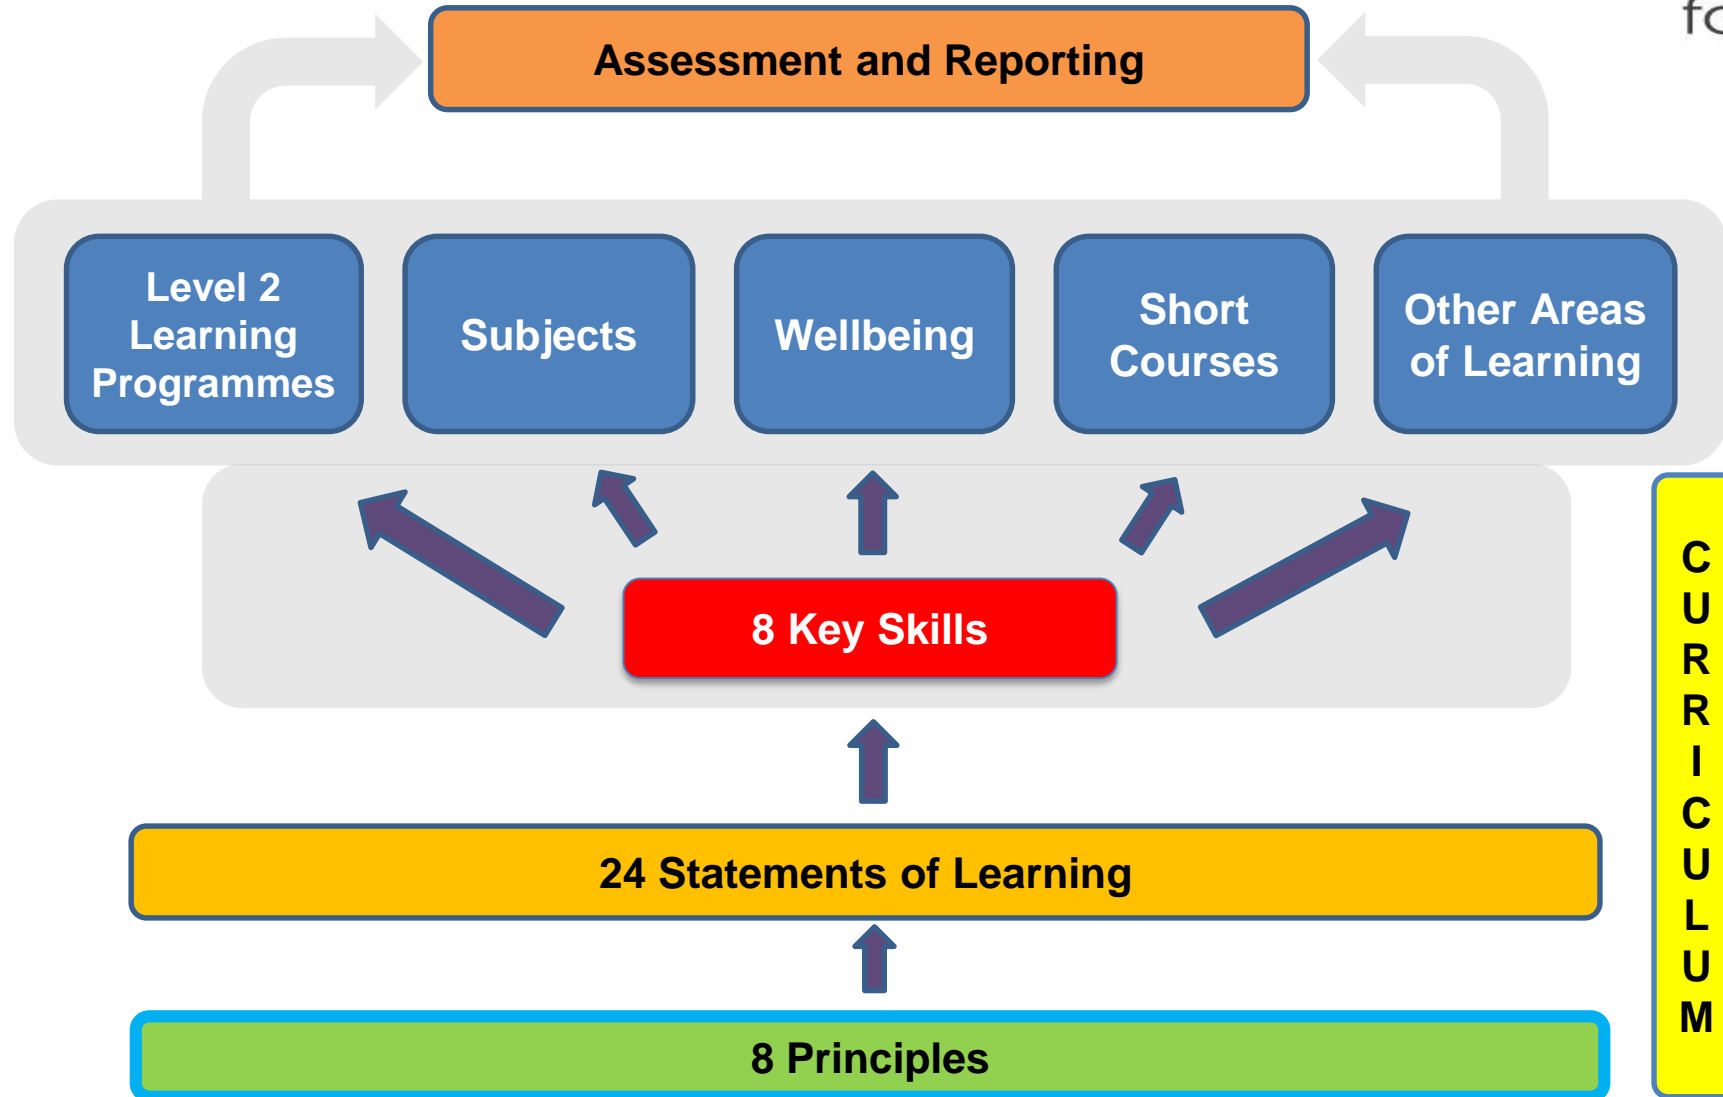 fo
Assessment and Reporting
Level 2
Learning
Programmes
Subjects
Wellbeing
Short
Courses
Other Areas
of Learning
8 Key Skills
24 Statements of Learning
8 Principles
C
U
R
R
I
C
U
L
U
M